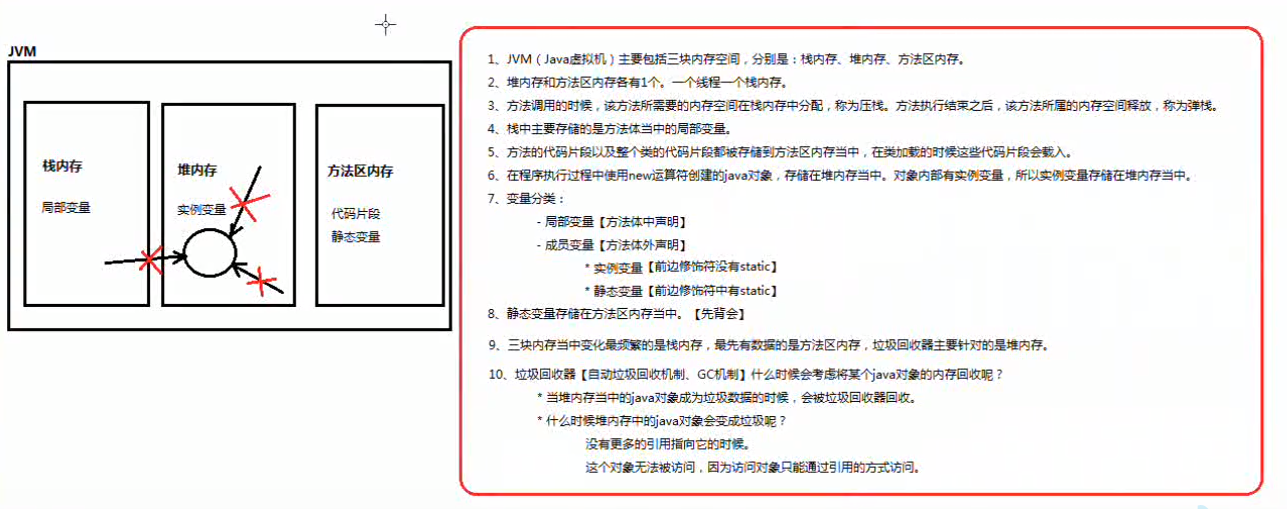 JVM
栈内存
局部变量
堆内存
实例变量
方法区内存
代码片段
静态变量
1、JVM（Java虚拟机）主要包括三块内存空间，分别是：栈内存、堆内存、方法区内存。
2、堆内存和方法区内存各有1个。一个线程一个栈内存。
3、方法调用的时候，该方法所需要的内存空间在栈内存中分配，称为压栈。方法执行结束之后，该方法所属的内存空间释放，称为弹栈。
4、栈中主要存储的是方法体当中的局部变量。
5、方法的代码片段以及整个类的代码片段都被存储到方法区内存当中，在类加载的时候这些代码片段会载入。
6、在程序执行过程中使用new运算符创建的java对象，存储在堆内存当中。对象内部有实例变量，所以实例变量存储在堆内存当中。
7、变量分类：
- 局部变量【方法体中声明】
- 成员变量【方法体外声明】
* 实例变量【前边修饰符没有static】
* 静态变量【前边修饰符中有static】
8、静态变量存储在方法区内存当中。【先背会】
9、三块内存当中变化最频繁的是栈内存，最先有数据的是方法区内存，垃圾回收器主要针对的是堆内存。
10、垃圾回收器【自动垃圾回收机制、GC机制】什么时候会考虑将某个java对象的内存回收呢？
* 当堆内存当中的java对象成为垃圾数据的时候，会被垃圾回收器回收。
* 什么时候堆内存中的java对象会变成垃圾呢？
没有更多的引用指向它的时候。
这个对象无法被访问，因为访问对象只能通过引用的方式访问。